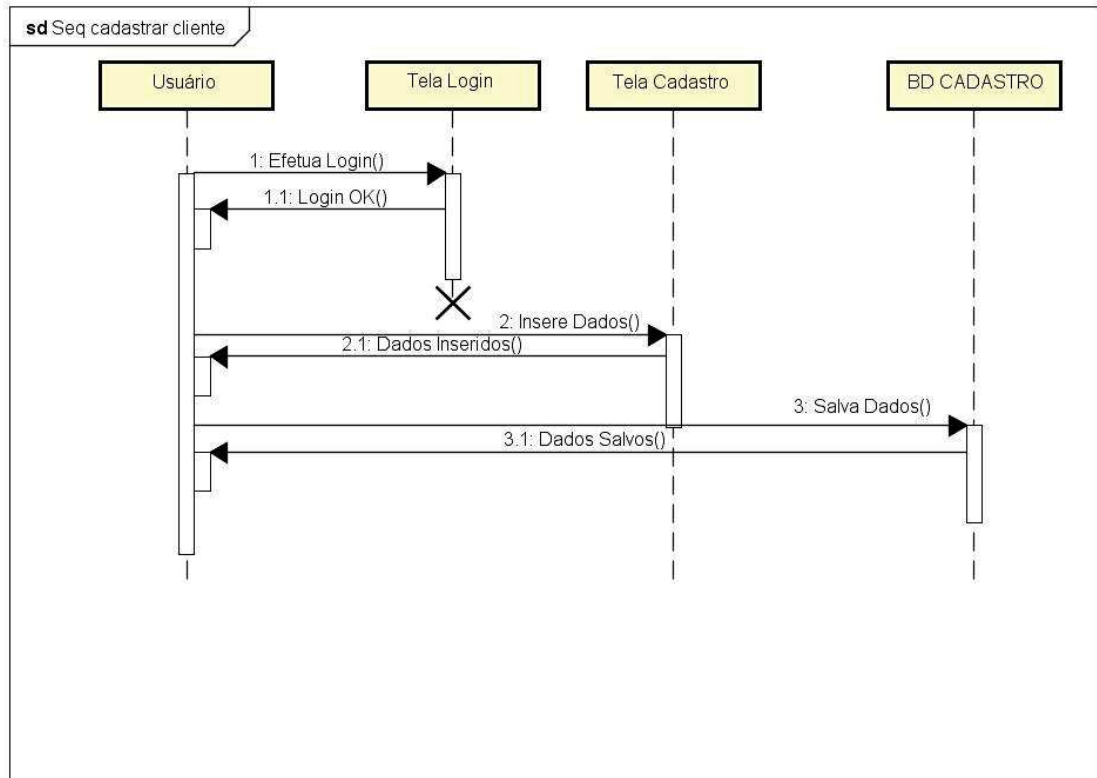 sd Seq cadastrar cliente
Usuário
Tela Login
Tela Cadastro
BD CADASTRO
1: Efetua Login()
1.1: Login OK()
2: Insere Dados()
2.1: Dados Inseridos()
3: Salva Dados()
3.1: Dados Salvos()